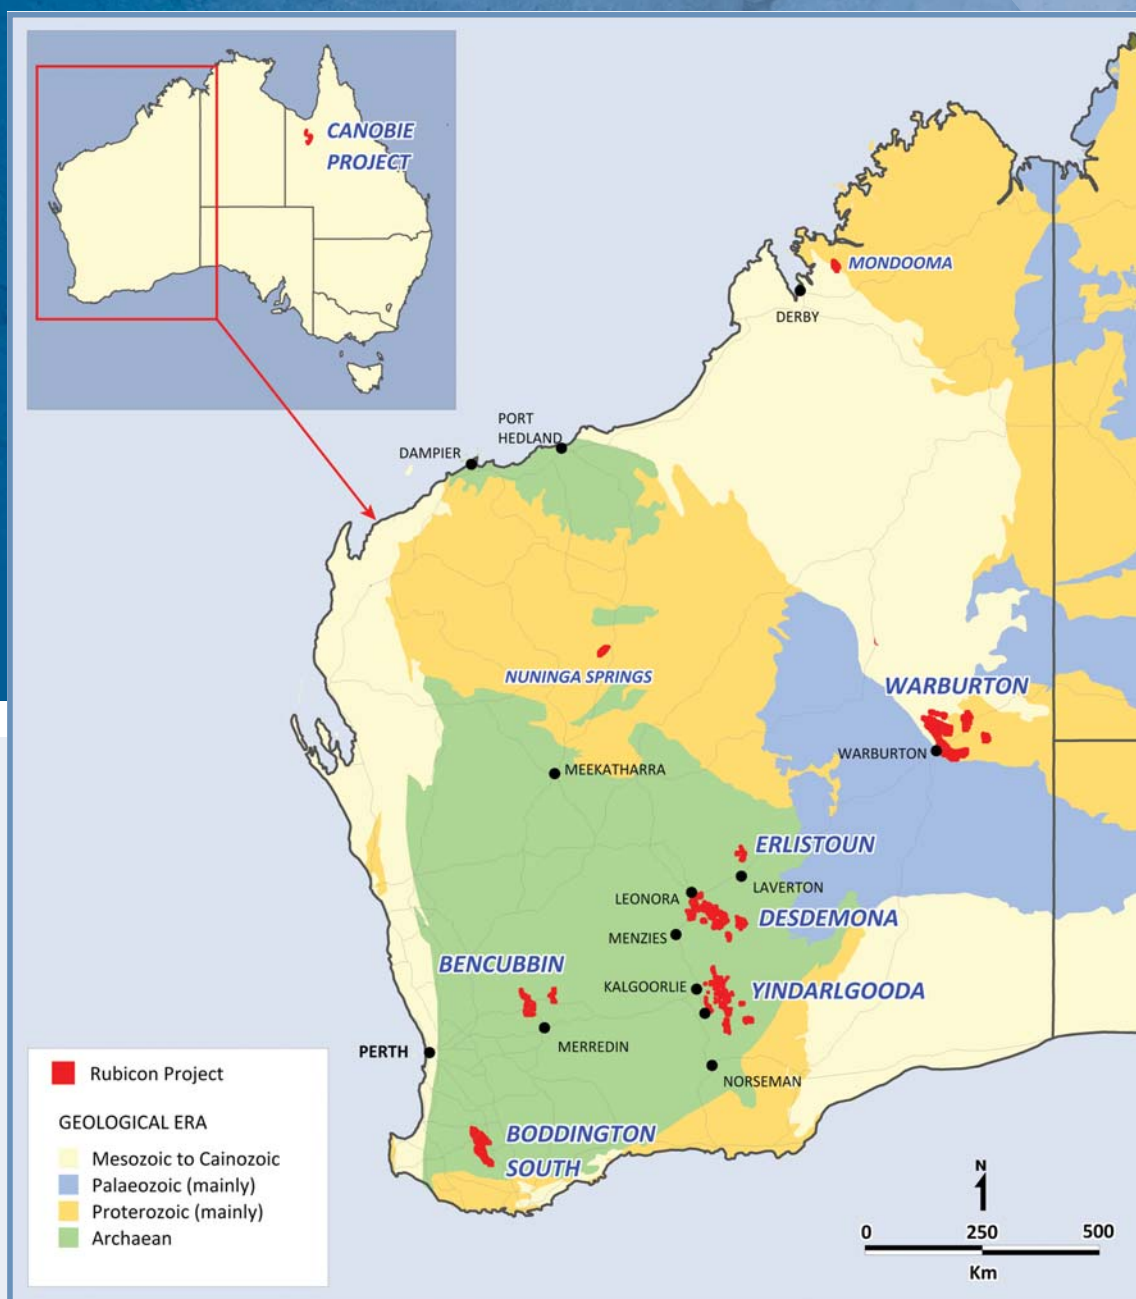 CANOBIE
PROJECT
MONDOOMA
DERBY
PORT
HEDLAND
DAMPIER
NUNINGA SPRINGS
WARBURTON
WARBURTON
MEEKATHARRA
ERLISTOUN
LEONORA
LAVERTON
DESDEMONA
MENZIES
BENCUBBIN
KALGOORLIE
YINDARLGOODA
MERREDIN
PERTH
NORSEMAN
BODDINGTON
SOUTH
Rubicon Project
GEOLOGICAL ERA
Mesozoic to Cainozoic
Palaeozoic (mainly)
Proterozoic (mainly)
Archaean
N
0 250 500
Km